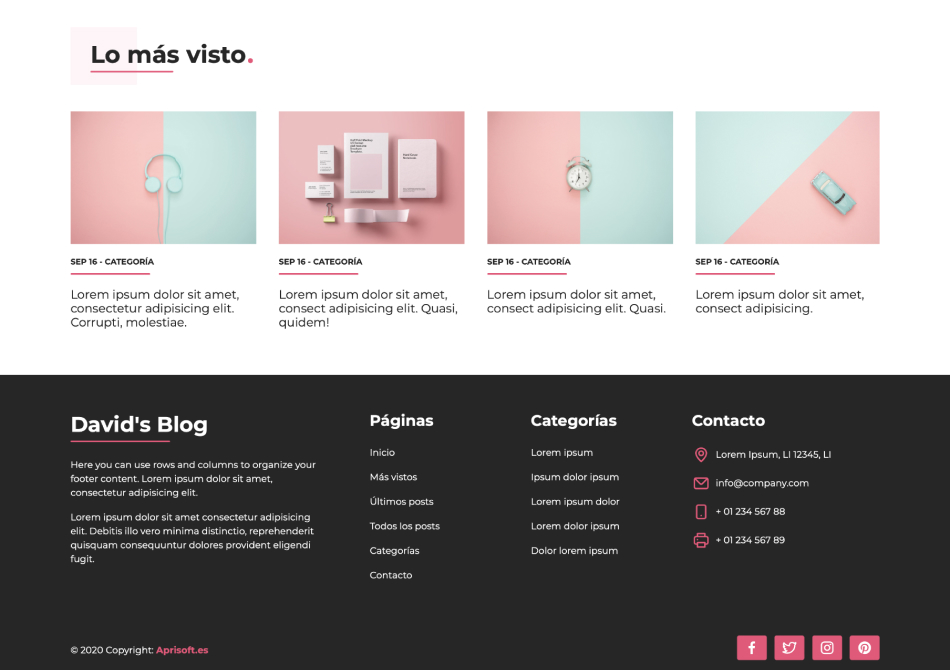 Lo más visto.
SEP 16 - CATEGORÍA
Lorem ipsum dolor sit amet,
consectetur adipisicing elit.
Corrupti, molestiae.
SEP 16 - CATEGORÍA
Lorem ipsum dolor sit amet,
consect adipisicing elit. Quasi,
quidem!
SEP 16 - CATEGORÍA
Lorem ipsum dolor sit amet,
consect adipisicing elit. Quasi.
SEP 16 - CATEGORÍA
Lorem ipsum dolor sit amet,
consect adipisicing.
David's Blog
Here you can use rows and columns to organize your
footer content. Lorem ipsum dolor sit amet,
consectetur adipisicing elit.
Lorem ipsum dolor sit amet consectetur adipisicing
elit. Debitis illo vero minima distinctio, reprehenderit
quisquam consequuntur dolores provident eligendi
fugit.
Páginas
Inicio
Más vistos
Últimos posts
Todos los posts
Categorías
Contacto
Categorías
Lorem ipsum
Ipsum dolor ipsum
Lorem ipsum dolor
Lorem dolor ipsum
Dolor lorem ipsum
Contacto
Lorem Ipsum, LI 12345, LI
info@company.com
+ 01 234 567 88
+ 01 234 567 89
© 2020 Copyright: Aprisoft.es